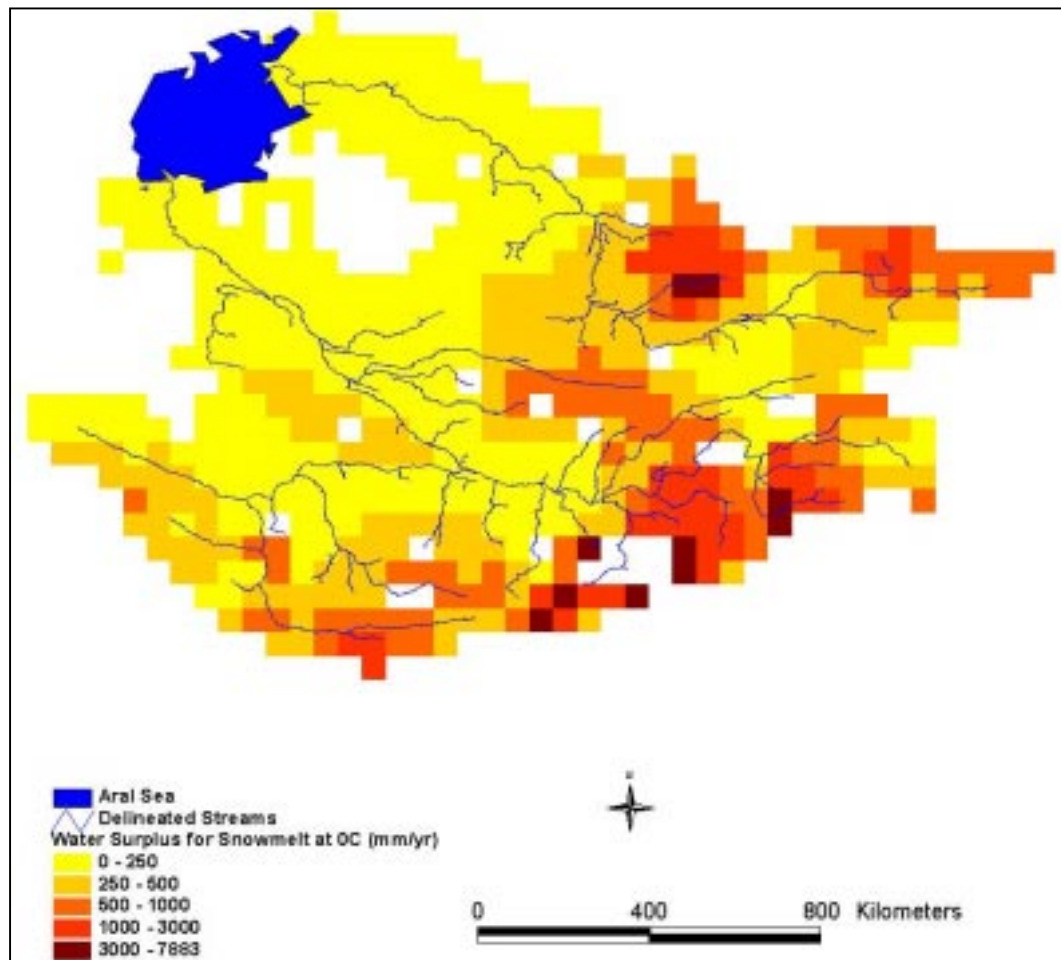 Aral Sea
Delineated Streams
Water Surplus for Snowmelt at 0C (mm/yr)
0 - 250
250 - 500
500 - 1000
1000 - 3000
3000 - 7883
N
0 400 800 Kilometers